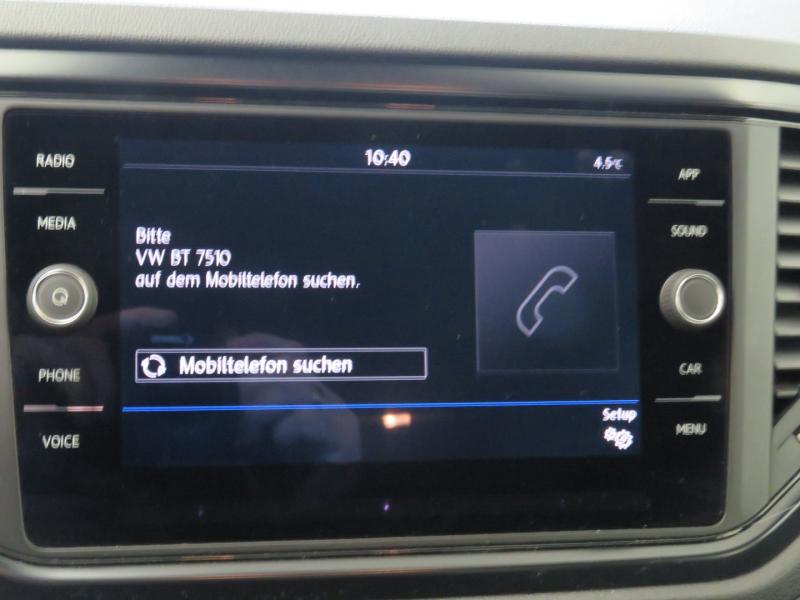 RADIO
MEDIA
PHONE
VOICE
10:40
4.5°C
Bitte
VW BT 7510
auf dem Mobiltelefon suchen.
Mobiltelefon suchen
Setup
APP
SOUND
CAR
MENU